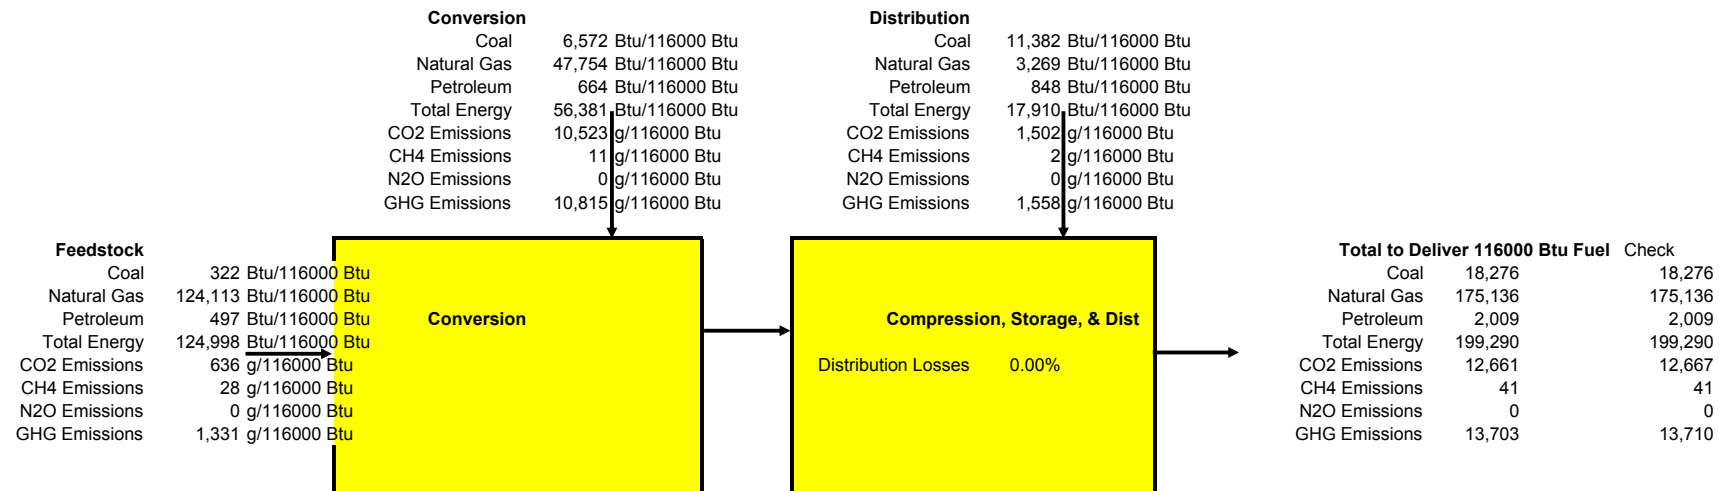 Conversion
Coal 6,572 Btu/116000 Btu
Natural Gas 47,754 Btu/116000 Btu
Petroleum 664 Btu/116000 Btu
Total Energy 56,381 Btu/116000 Btu
CO2 Emissions 10,523 g/116000 Btu
CH4 Emissions 11 g/116000 Btu
N2O Emissions 0 g/116000 Btu
GHG Emissions 10,815 g/116000 Btu
Distribution
Coal 11,382 Btu/116000 Btu
Natural Gas 3,269 Btu/116000 Btu
Petroleum 848 Btu/116000 Btu
Total Energy 17,910 Btu/116000 Btu
CO2 Emissions 1,502 g/116000 Btu
CH4 Emissions 2 g/116000 Btu
N2O Emissions 0 g/116000 Btu
GHG Emissions 1,558 g/116000 Btu
Feedstock
Coal 322 Btu/116000 Btu
Natural Gas 124,113 Btu/116000 Btu
Petroleum 497 Btu/116000 Btu
Total Energy 124,998 Btu/116000 Btu
CO2 Emissions 636 g/116000 Btu
CH4 Emissions 28 g/116000 Btu
N2O Emissions 0 g/116000 Btu
GHG Emissions 1,331 g/116000 Btu
Conversion
Compression, Storage, & Dist
Distribution Losses 0.00%
Total to Deliver 116000 Btu Fuel Check
Coal 18,276 18,276
Natural Gas 175,136 175,136
Petroleum 2,009 2,009
Total Energy 199,290 199,290
CO2 Emissions 12,661 12,667
CH4 Emissions 41 41
N2O Emissions 0 0
GHG Emissions 13,703 13,710